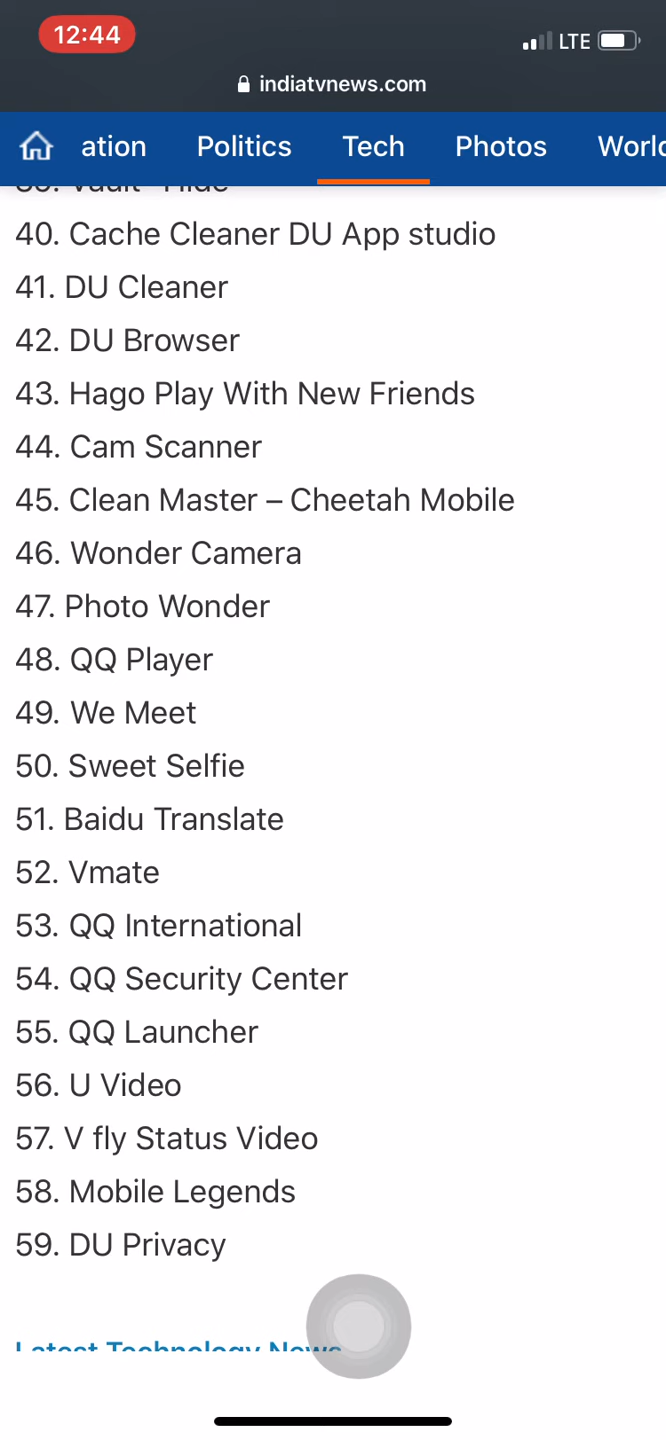 12:44
LTE
indiatvnews.com
ation Politics Tech Photos World
40. Cache Cleaner DU App studio
41. DU Cleaner
42. DU Browser
43. Hago Play With New Friends
44. Cam Scanner
45. Clean Master – Cheetah Mobile
46. Wonder Camera
47. Photo Wonder
48. QQ Player
49. We Meet
50. Sweet Selfie
51. Baidu Translate
52. Vmate
53. QQ International
54. QQ Security Center
55. QQ Launcher
56. U Video
57. V fly Status Video
58. Mobile Legends
59. DU Privacy
Latest Technology News